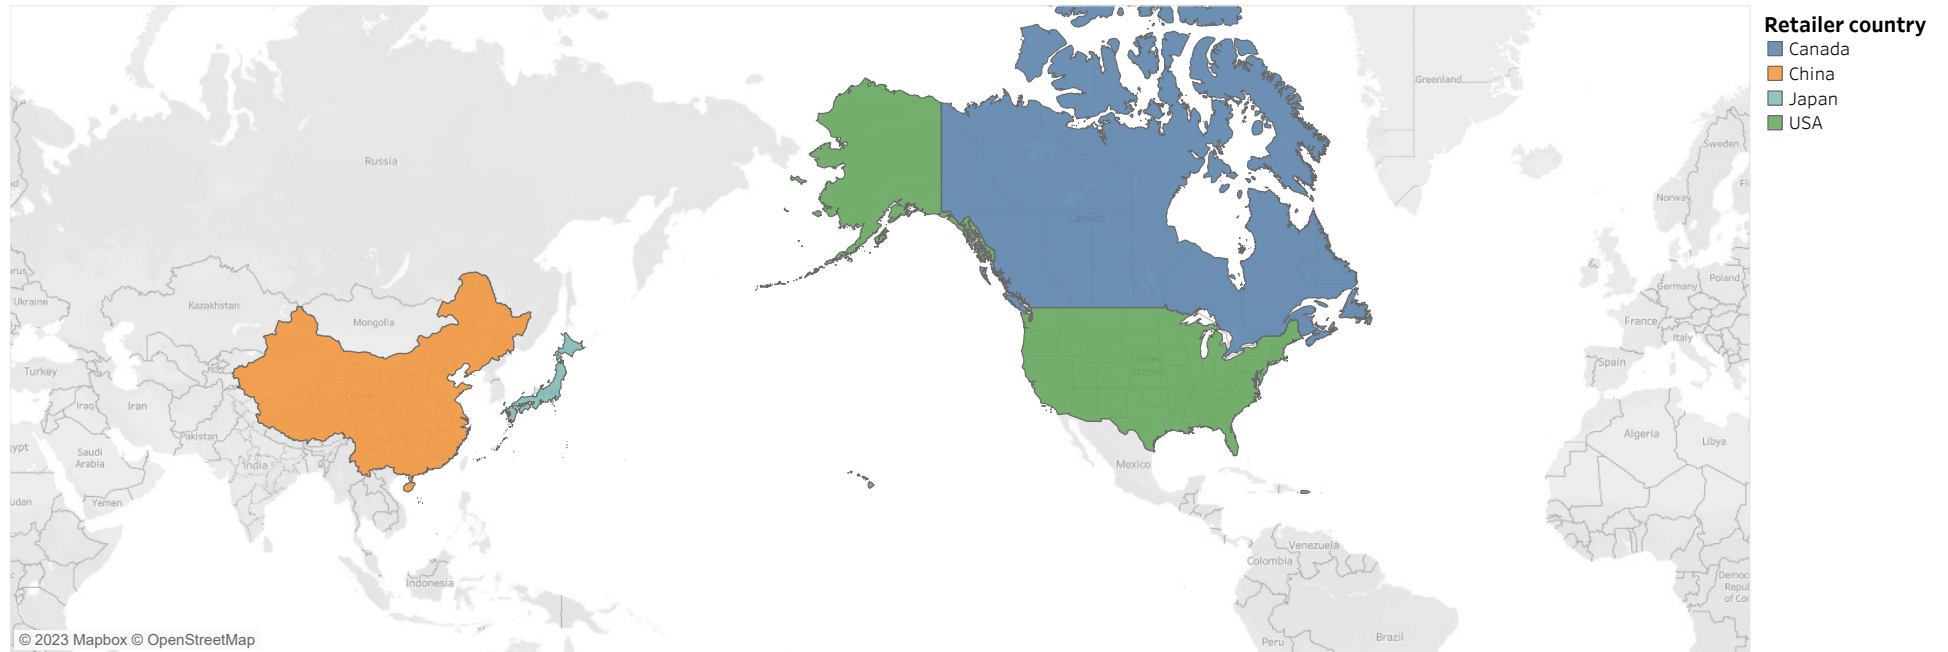 Retailer country
Canada
China
Japan
USA
Greenland
Russia
Sweden
Norway
Canada
Poland
Germany
Ukraine
Kazakhstan
Mongolia
France
Italy
Spain
Turkey
United
States
China
Iraq
Iran
Pakistan
Algeria
Libya
Saudi
Arabia
India
Mexico
Yemen
Venezuela
Colombia
Indonesia
Peru
Brazil
© 2023 Mapbox © OpenStreetMap